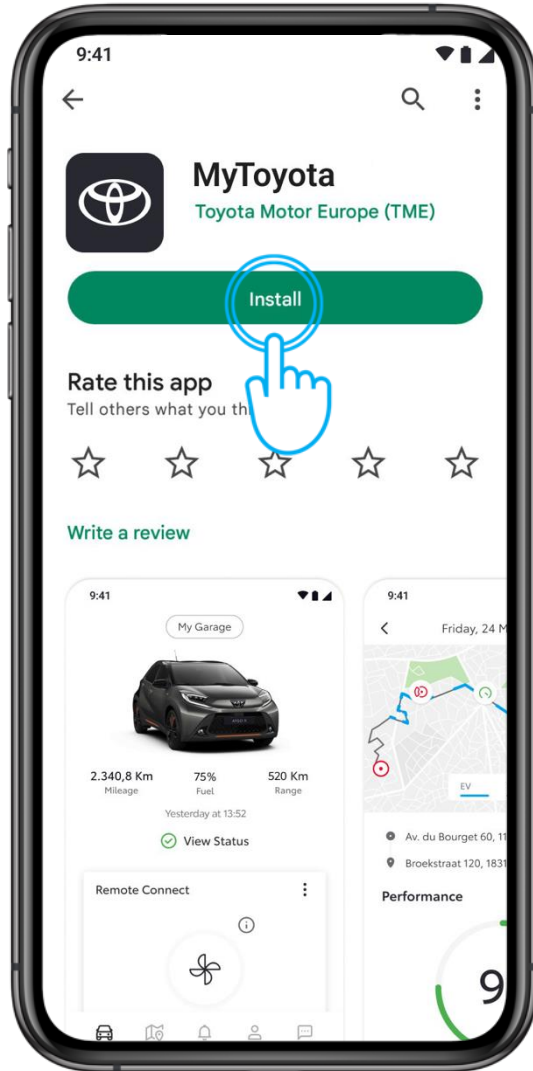 9:41
MyToyota
Toyota Motor Europe (TME)
Install
Rate this app
Tell others what you th
Write a review
9:41
My Garage
2.340,8 Km
Mileage
75%
Fuel
520 Km
Range
Yesterday at 13:52
View Status
Remote Connect
9:41
Friday, 24 M
EV
Av. du Bourget 60, 11
Broekstraat 120, 1831
Performance
9